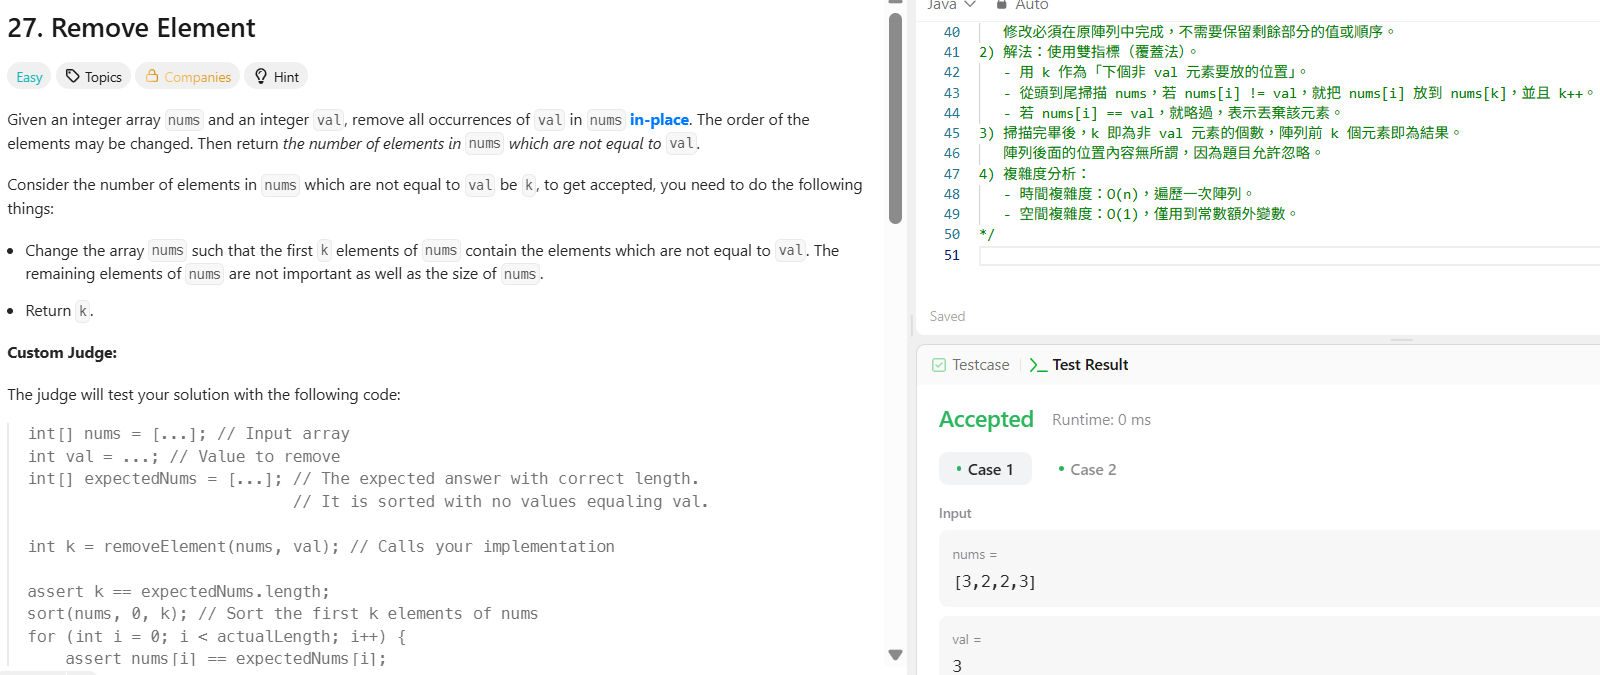 27. Remove Element
Easy
Topics
Companies
Hint
Given an integer array nums and an integer val, remove all occurrences of val in nums in-place. The order of the
elements may be changed. Then return the number of elements in nums which are not equal to val.
Consider the number of elements in nums which are not equal to val be k, to get accepted, you need to do the following
things:
• Change the array nums such that the first k elements of nums contain the elements which are not equal to val. The
remaining elements of nums are not important as well as the size of nums.
• Return k.
Custom Judge:
The judge will test your solution with the following code:
int[] nums = [...]; // Input array
int val = ...; // Value to remove
int[] expectedNums = [...]; // The expected answer with correct length.
// It is sorted with no values equaling val.
int k = removeElement(nums, val); // Calls your implementation
assert k == expectedNums.length;
sort(nums, 0, k); // Sort the first k elements of nums
for (int i = 0; i < actualLength; i++) {
assert nums[i] == expectedNums[i];
Java
Auto
40 修改必須在原陣列中完成，不需要保留剩餘部分的值或順序。
41 2) 解法：使用雙指標（覆蓋法）。
42 - 用 k 作為「下個非 val 元素要放的位置」。
43 - 從頭到尾掃描 nums，若 nums[i] != val，就把 nums[i] 放到 nums[k]，並且 k++。
44 - 若 nums[i] == val，就略過，表示丟棄該元素。
45 3) 掃描完畢後，k 即為非 val 元素的個數，陣列前 k 個元素即為結果。
46 陣列後面的位置內容無所謂，因為題目允許忽略。
47 4) 複雜度分析：
48 - 時間複雜度：O(n)，遍歷一次陣列。
49 - 空間複雜度：O(1)，僅用到常數額外變數。
50 */
51
Saved
Testcase
Test Result
Accepted
Runtime: 0 ms
• Case 1
• Case 2
Input
nums =
[3,2,2,3]
val =
3